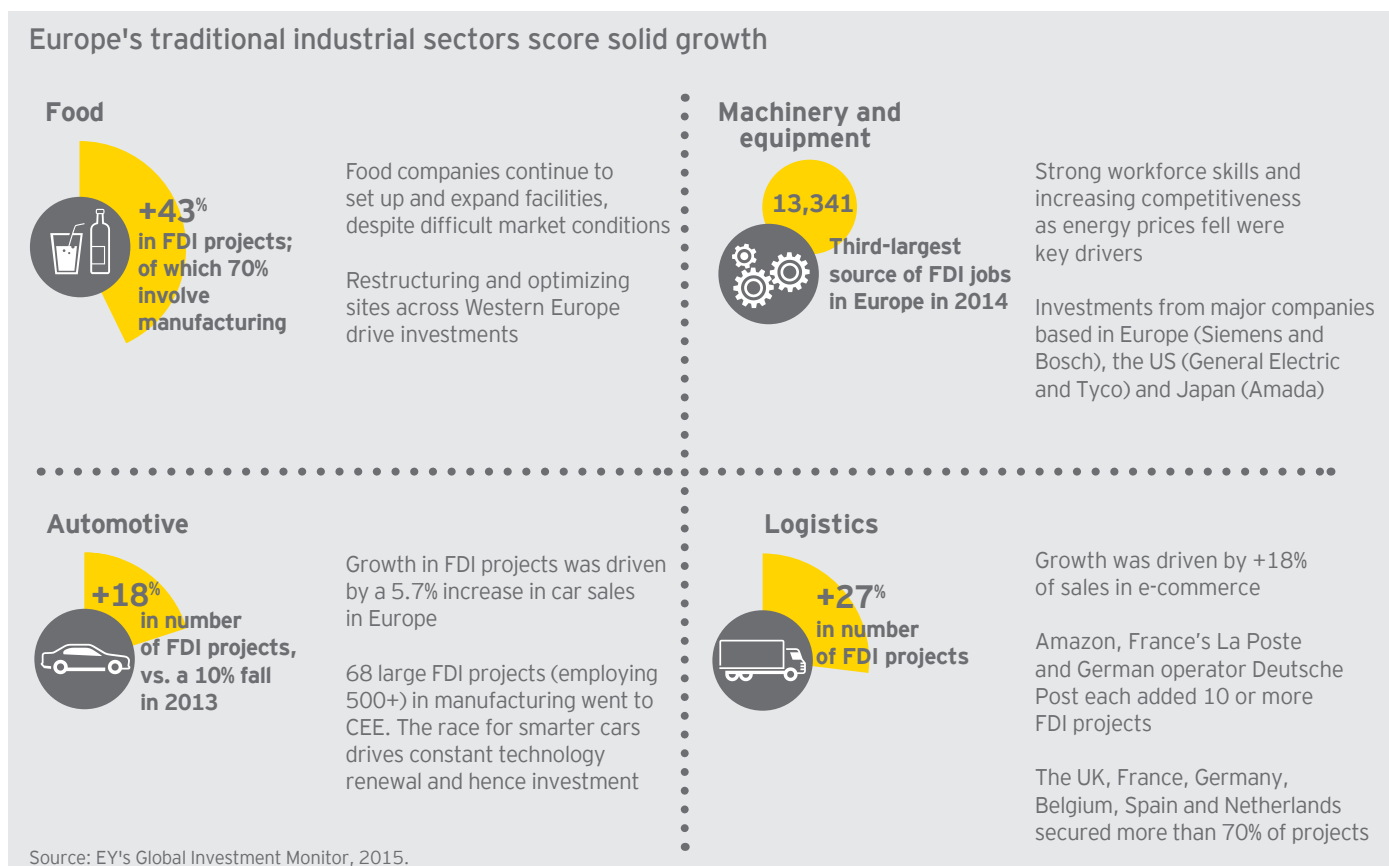 Europe's traditional industrial sectors score solid growth
Food
+43%
in FDI projects;
of which 70%
involve
manufacturing
Food companies continue to
set up and expand facilities,
despite difficult market conditions
Restructuring and optimizing
sites across Western Europe
drive investments
Machinery and
equipment
13,341
Third-largest
source of FDI jobs
in Europe in 2014
Strong workforce skills and
increasing competitiveness
as energy prices fell were
key drivers
Investments from major companies
based in Europe (Siemens and
Bosch), the US (General Electric
and Tyco) and Japan (Amada)
Automotive
+18%
in number
of FDI projects,
vs. a 10% fall
in 2013
Growth in FDI projects was driven
by a 5.7% increase in car sales
in Europe
68 large FDI projects (employing
500+) in manufacturing went to
CEE. The race for smarter cars
drives constant technology
renewal and hence investment
Logistics
+27%
in number
of FDI projects
Growth was driven by +18%
of sales in e-commerce
Amazon, France’s La Poste
and German operator Deutsche
Post each added 10 or more
FDI projects
The UK, France, Germany,
Belgium, Spain and Netherlands
secured more than 70% of projects
Source: EY's Global Investment Monitor, 2015.